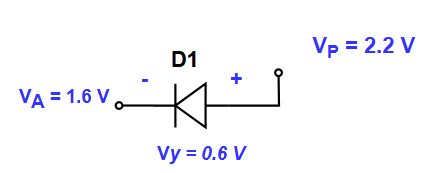 D1
V_P = 2.2 V
- +
V_A = 1.6 V
Vy = 0.6 V